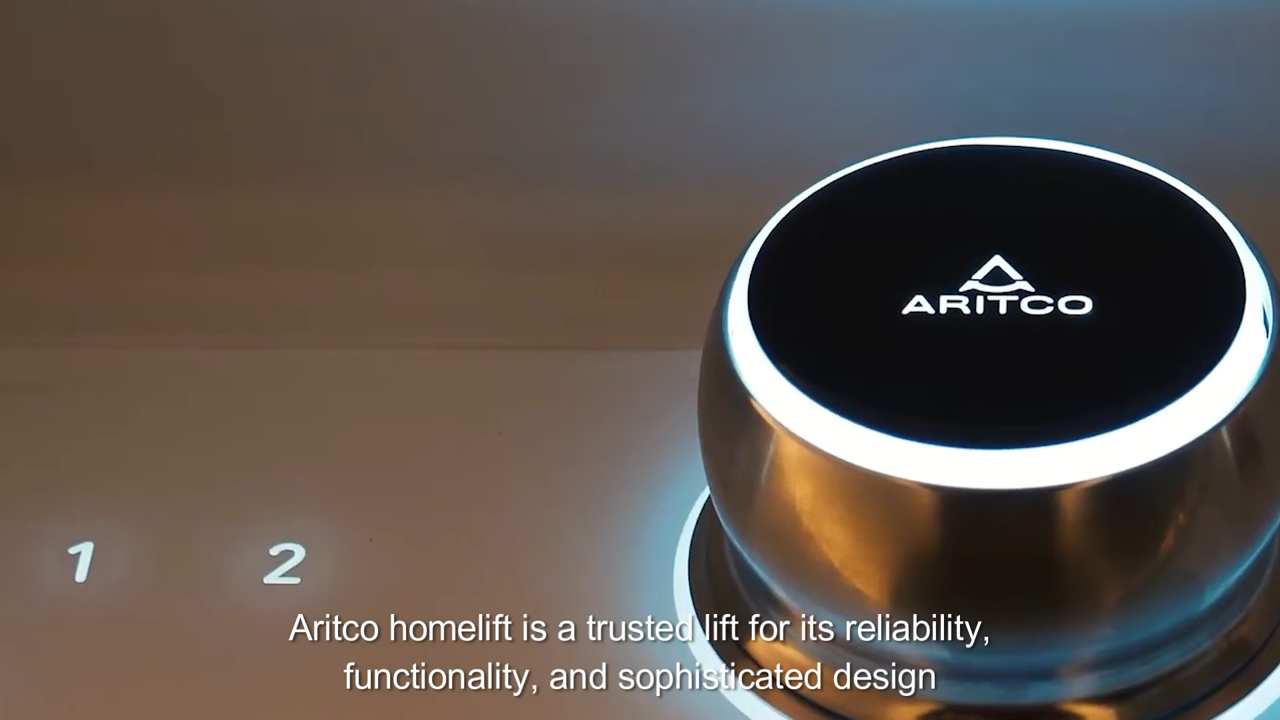 ARITCO
1 2
Aritco homelift is a trusted lift for its reliability,
functionality, and sophisticated design